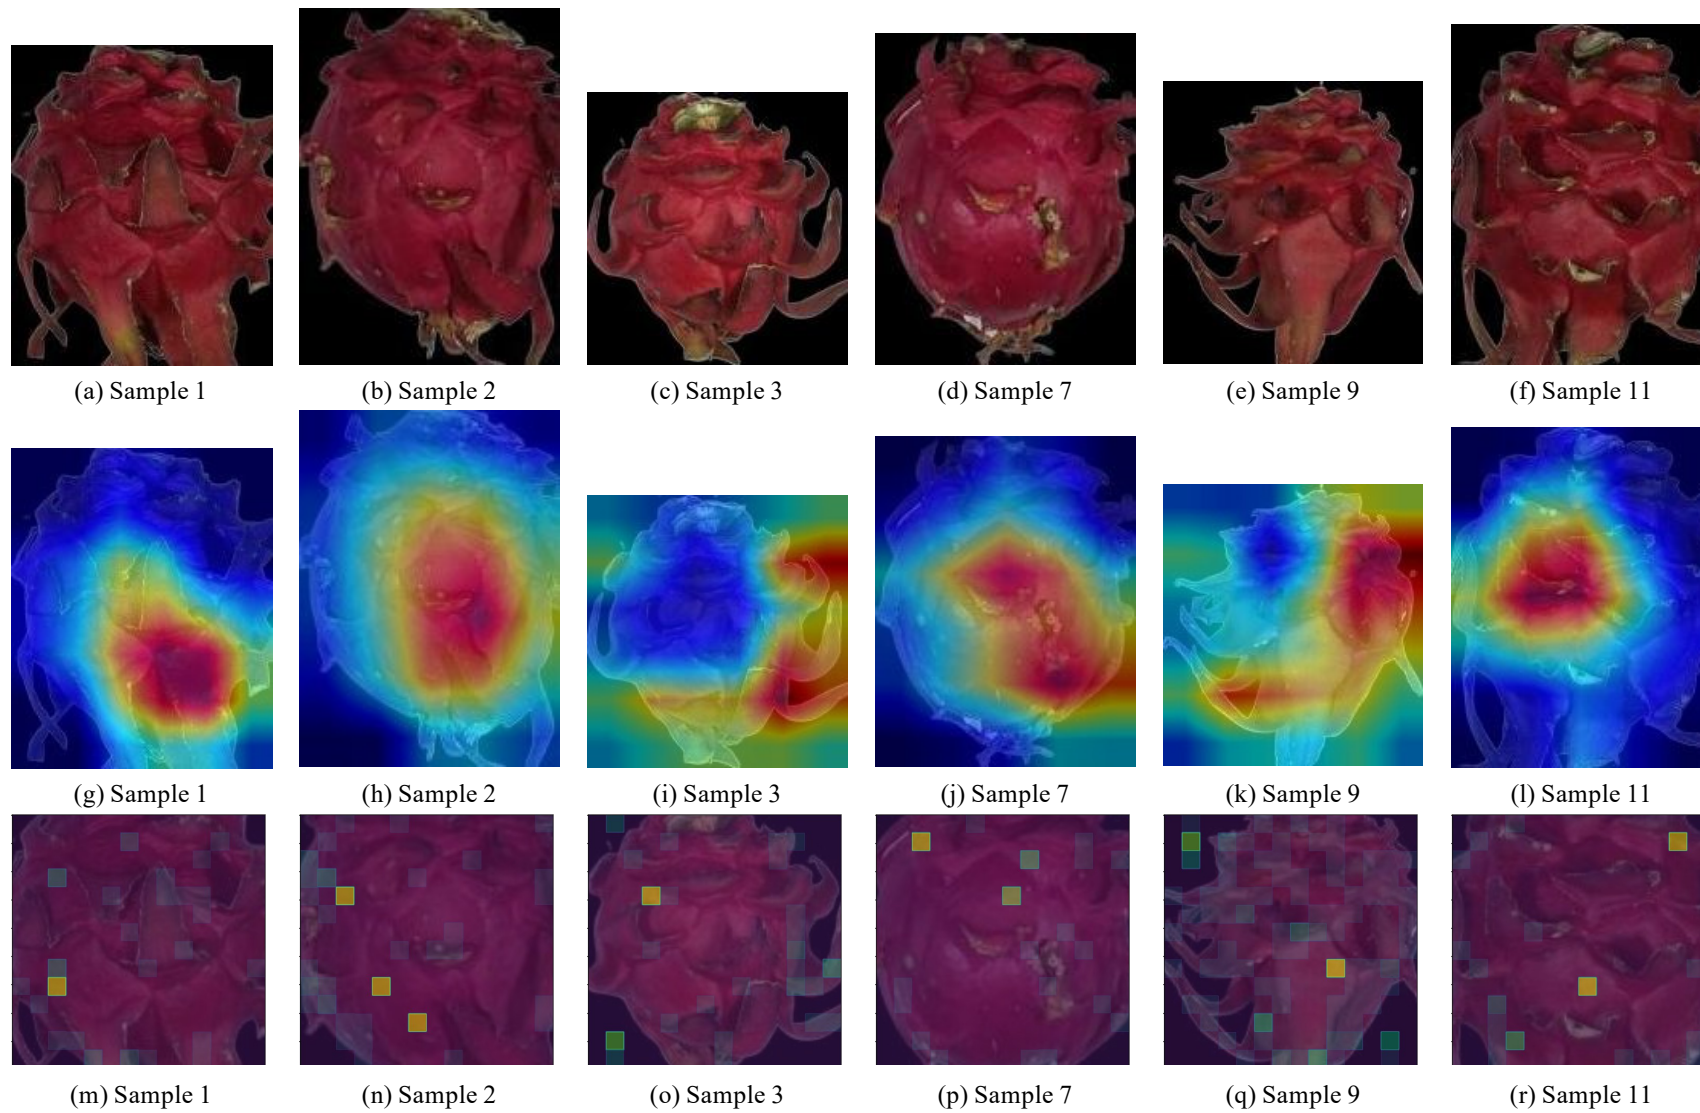 (a) Sample 1
(b) Sample 2
(c) Sample 3
(d) Sample 7
(e) Sample 9
(f) Sample 11
(g) Sample 1
(h) Sample 2
(i) Sample 3
(j) Sample 7
(k) Sample 9
(l) Sample 11
(m) Sample 1
(n) Sample 2
(o) Sample 3
(p) Sample 7
(q) Sample 9
(r) Sample 11